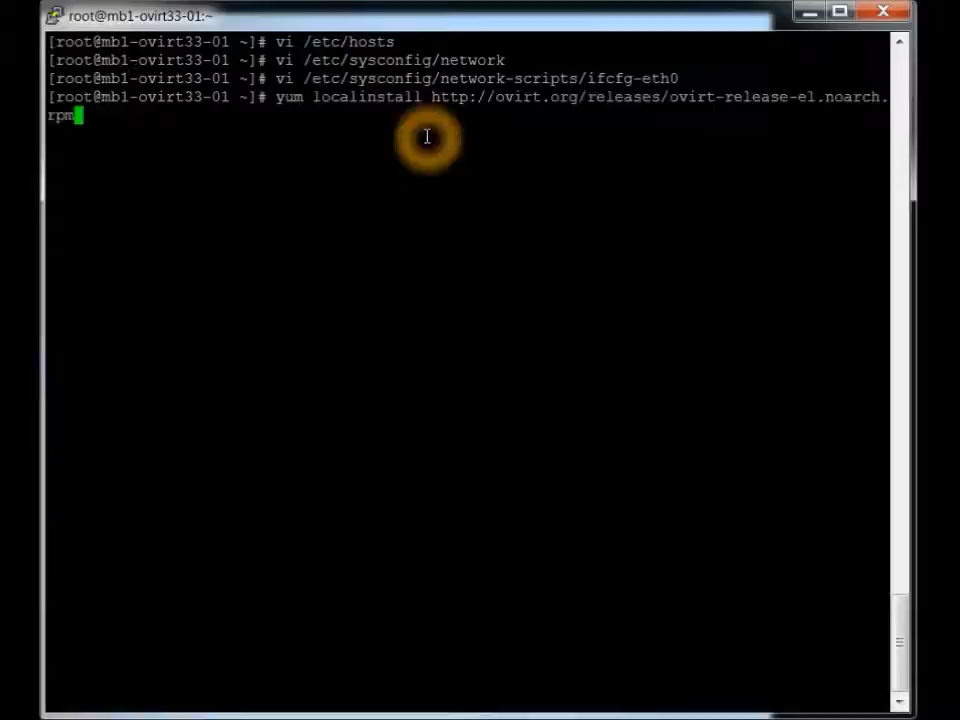 root@mb1-ovirt33-01:~
[root@mb1-ovirt33-01 ~]# vi /etc/hosts
[root@mb1-ovirt33-01 ~]# vi /etc/sysconfig/network
[root@mb1-ovirt33-01 ~]# vi /etc/sysconfig/network-scripts/ifcfg-eth0
[root@mb1-ovirt33-01 ~]# yum localinstall http://ovirt.org/releases/ovirt-release-el.noarch.
rpm